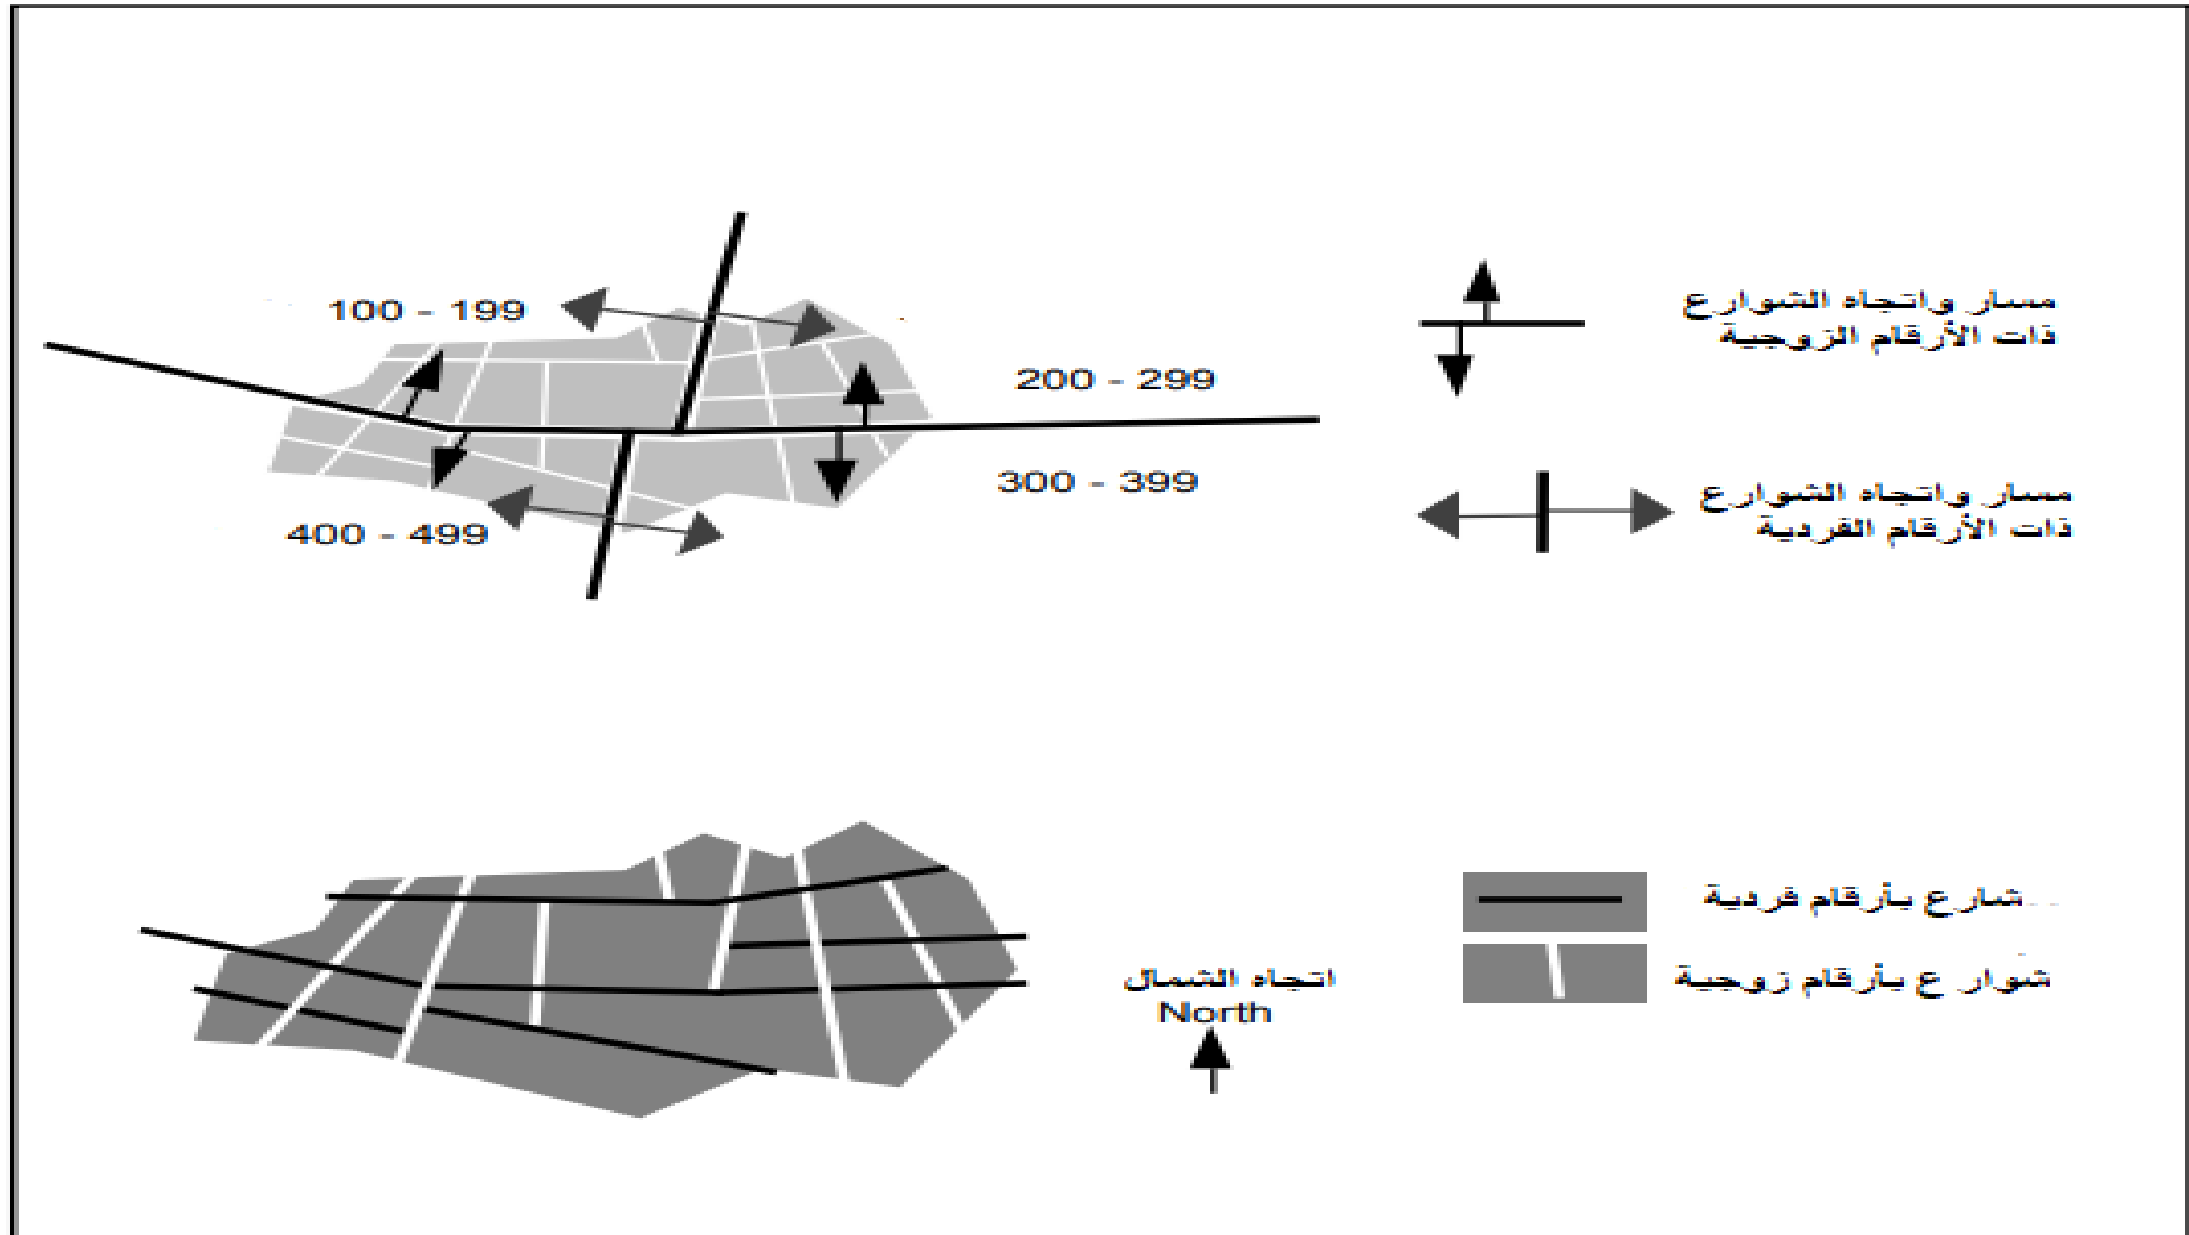 100 - 199
200 - 299
300 - 399
400 - 499
مسار واتجاه الشوارع
ذات الأرقام الزوجية
مسار واتجاه الشوارع
ذات الأرقام الفردية
اتجاه الشمال
North
شارع بأرقام فردية
شوارع بأرقام زوجية